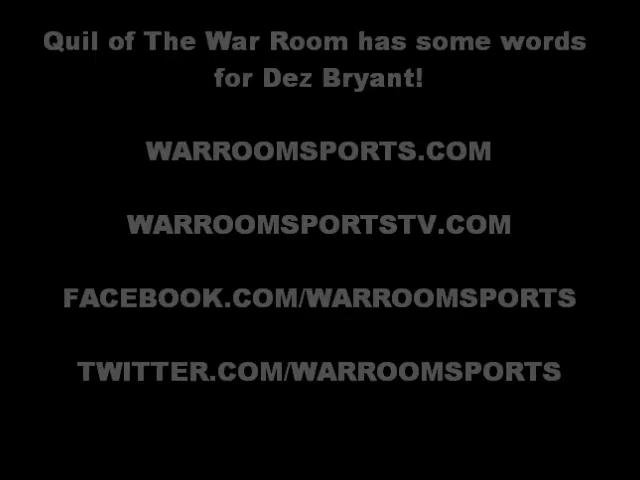 Quil of The War Room has some words
for Dez Bryant!
WARROOMSPORTS.COM
WARROOMSPORTSTV.COM
FACEBOOK.COM/WARROOMSPORTS
TWITTER.COM/WARROOMSPORTS